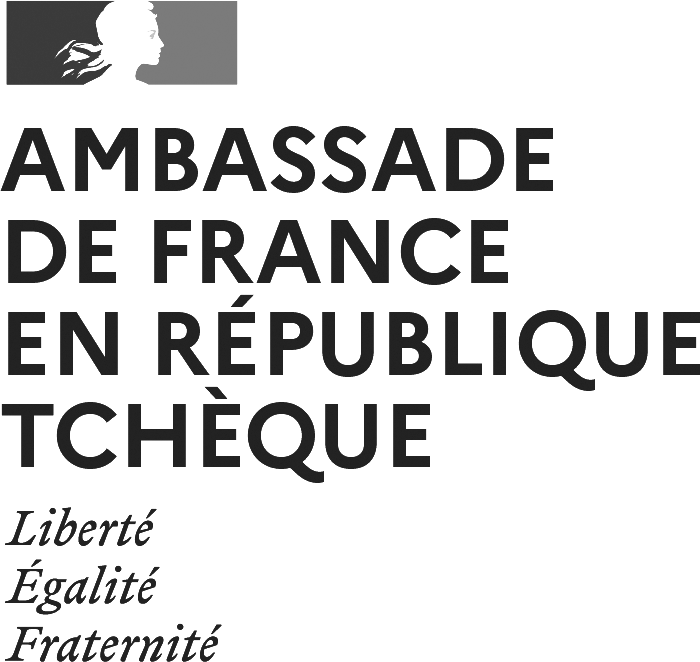 AMBASSADE
DE FRANCE
EN RÉPUBLIQUE
TCHÈQUE
Liberté
Égalité
Fraternité